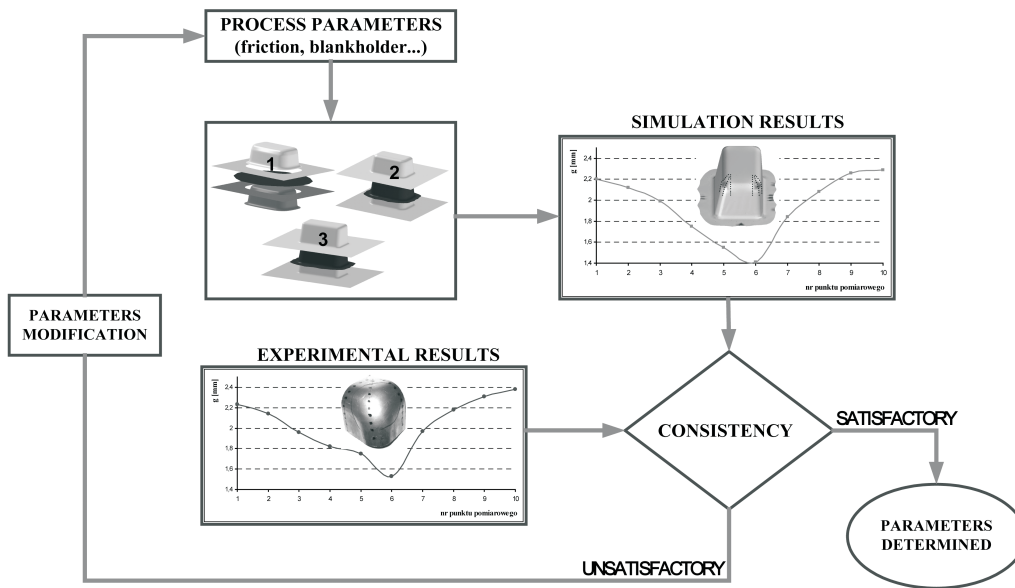 PROCESS PARAMETERS
(friction, blankholder...)
1
2
3
SIMULATION RESULTS
g [mm]
2,4
2,2
2
1,8
1,6
1,4
1 2 3 4 5 6 7 8 9 10
nr punktu pomiarowego
PARAMETERS
MODIFICATION
EXPERIMENTAL RESULTS
g [mm]
2,4
2,2
2
1,8
1,6
1,4
1 2 3 4 5 6 7 8 9 10
nr punktu pomiarowego
CONSISTENCY
SATISFACTORY
UNSATISFACTORY
PARAMETERS
DETERMINED